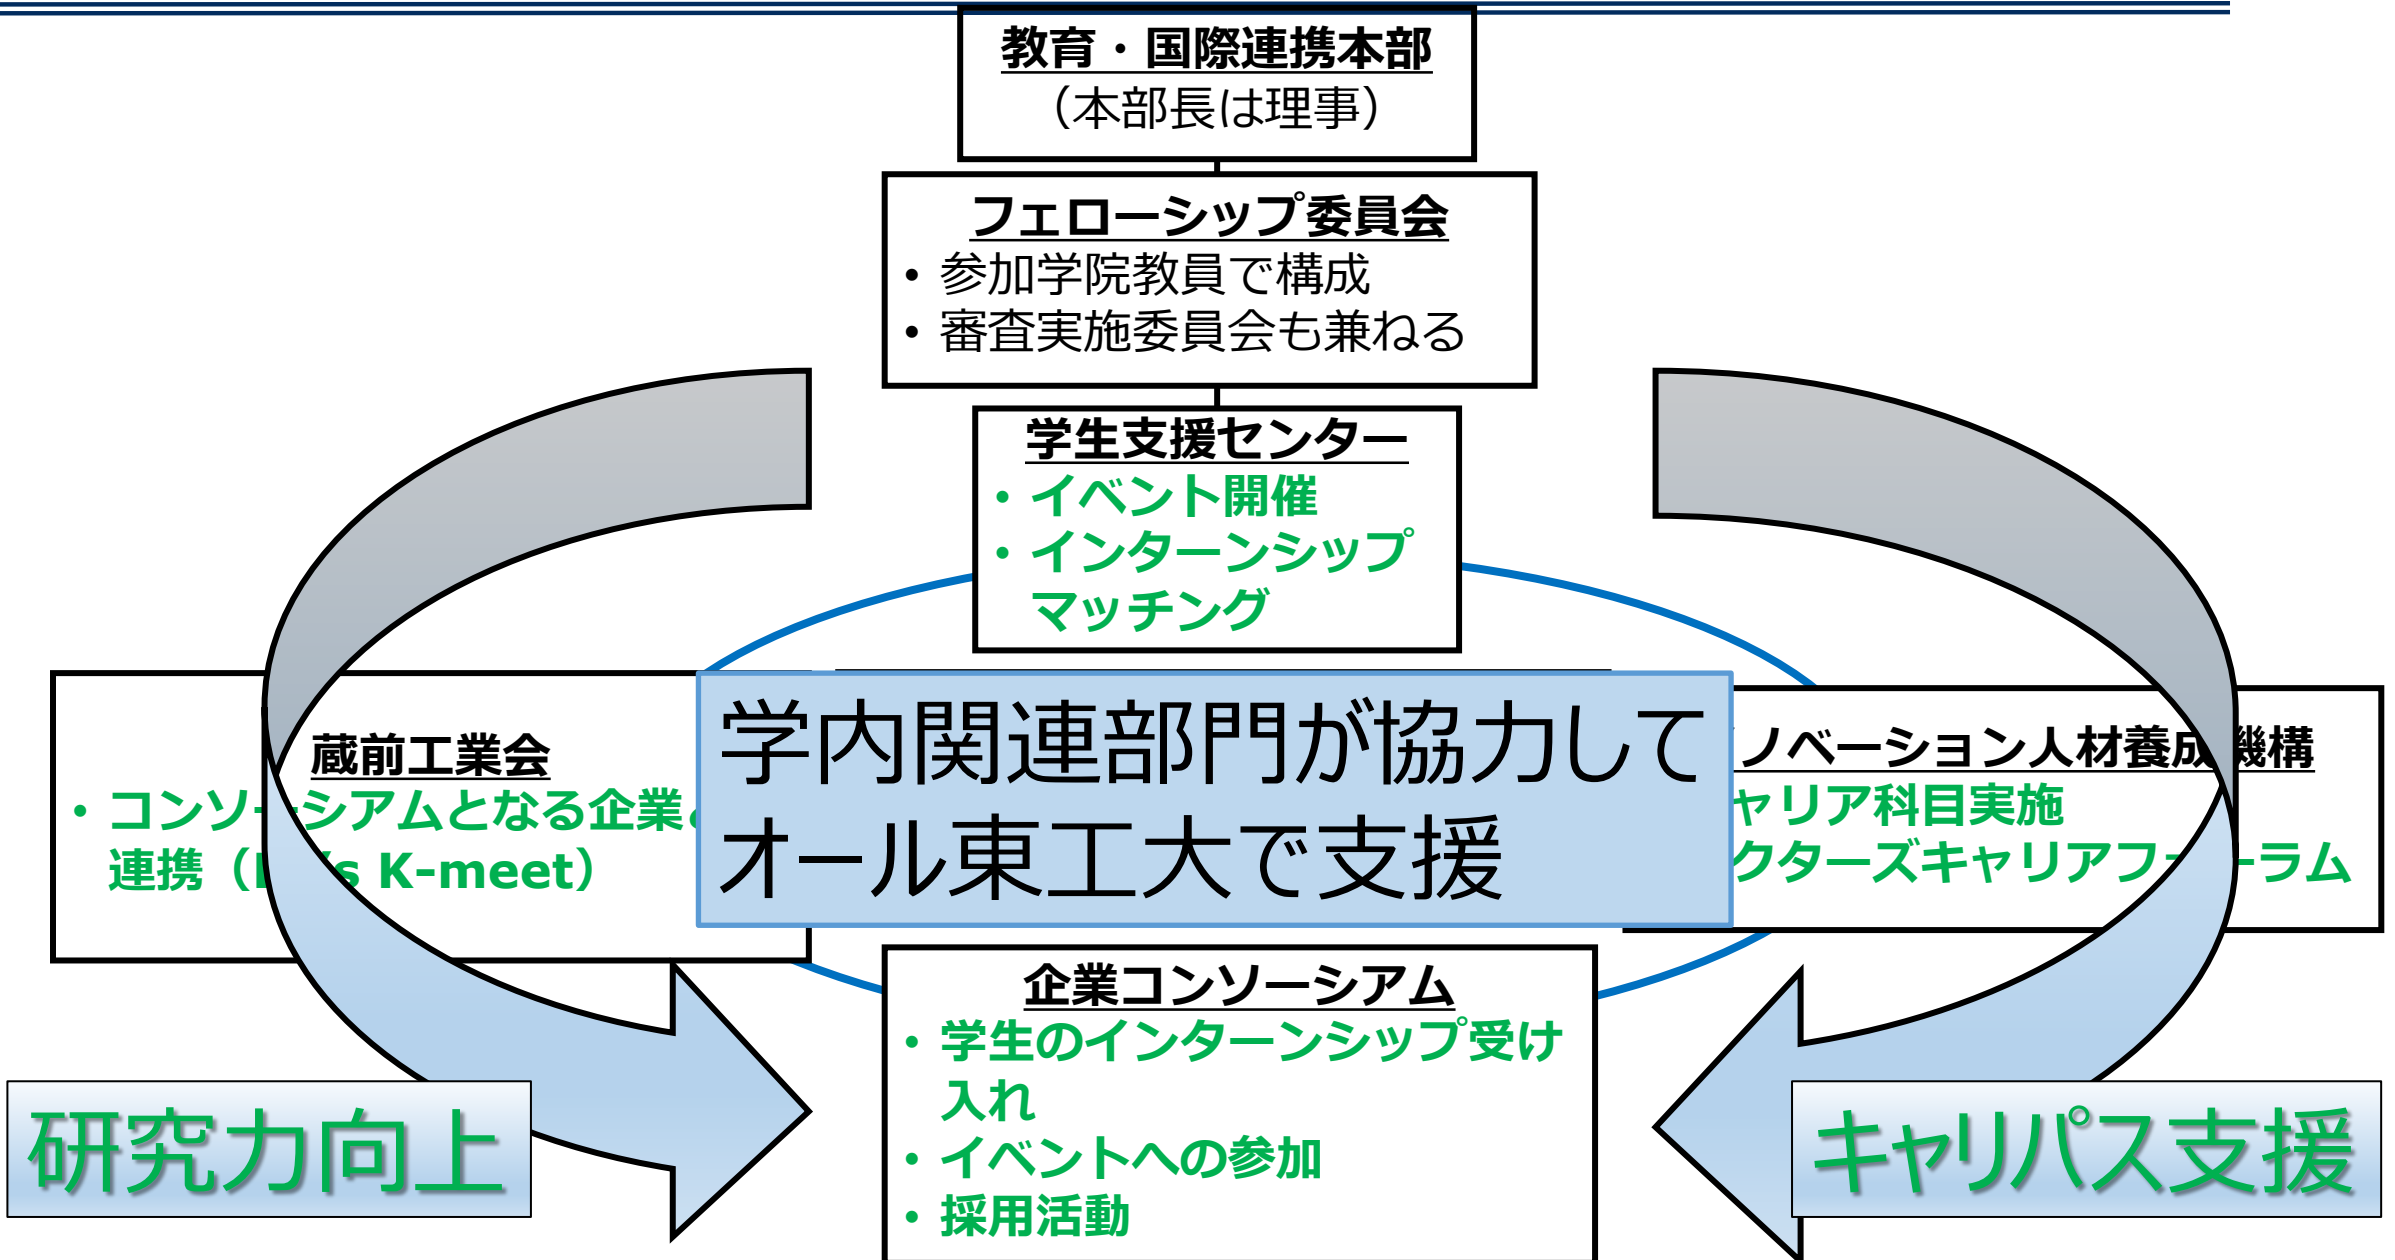 教育・国際連携本部
（本部長は理事）
フェローシップ委員会
• 参加学院教員で構成
• 審査実施委員会も兼ねる
学生支援センター
• イベント開催
• インターンシップ
マッチング
蔵前工業会
• コンソーシアムとなる企業
連携（ K-meet）
学内関連部門が協力して
オール東工大で支援
ノベーション人材養成機構
ャリア科目実施
クターズキャリアフォーラム
企業コンソーシアム
• 学生のインターンシップ受け
入れ
• イベントへの参加
• 採用活動
研究力向上
キャリパス支援